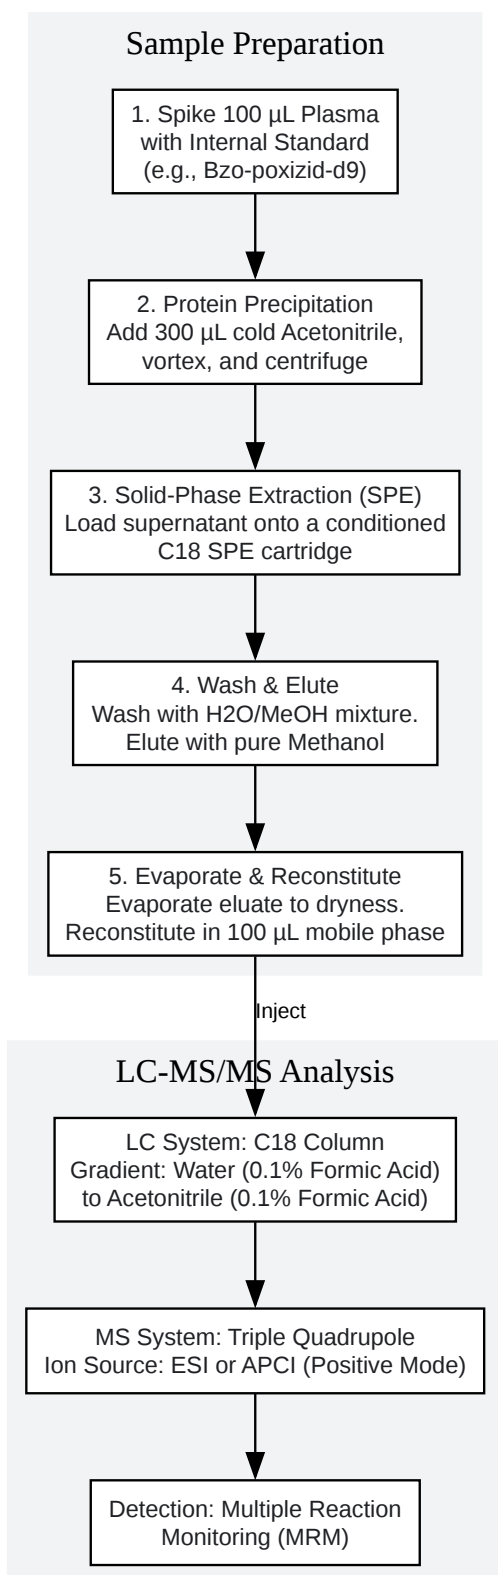 Sample Preparation
1. Spike 100 µL Plasma
with Internal Standard
(e.g., Bzo-poxizid-d9)
2. Protein Precipitation
Add 300 µL cold Acetonitrile,
vortex, and centrifuge
3. Solid-Phase Extraction (SPE)
Load supernatant onto a conditioned
C18 SPE cartridge
4. Wash & Elute
Wash with H2O/MeOH mixture.
Elute with pure Methanol
5. Evaporate & Reconstitute
Evaporate eluate to dryness.
Reconstitute in 100 µL mobile phase
Inject
LC-MS/MS Analysis
LC System: C18 Column
Gradient: Water (0.1% Formic Acid)
to Acetonitrile (0.1% Formic Acid)
MS System: Triple Quadrupole
Ion Source: ESI or APCI (Positive Mode)
Detection: Multiple Reaction
Monitoring (MRM)